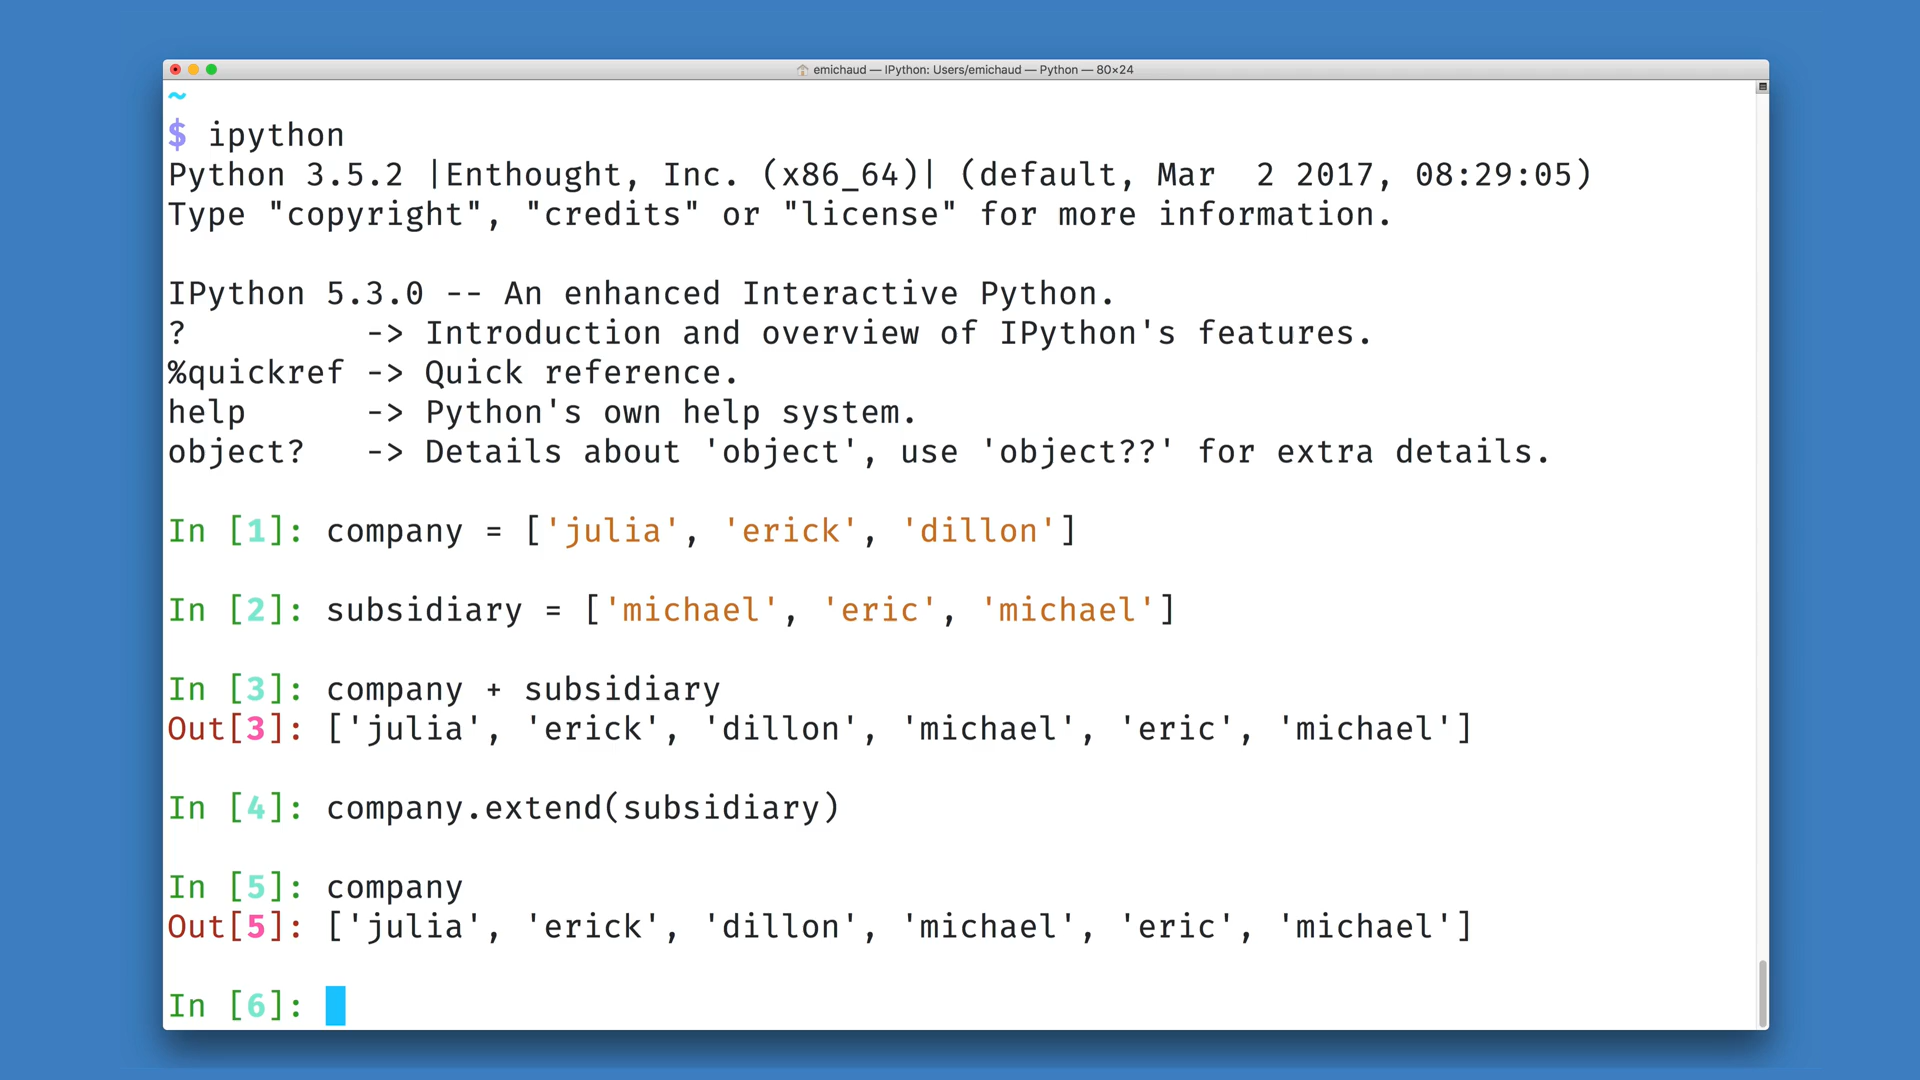 emichaud — IPython: Users/emichaud — Python — 80×24
~
$ ipython
Python 3.5.2 |Enthought, Inc. (x86_64)| (default, Mar  2 2017, 08:29:05)
Type "copyright", "credits" or "license" for more information.
IPython 5.3.0 -- An enhanced Interactive Python.
?         -> Introduction and overview of IPython's features.
%quickref -> Quick reference.
help      -> Python's own help system.
object?   -> Details about 'object', use 'object??' for extra details.
In [1]: company = ['julia', 'erick', 'dillon']
In [2]: subsidiary = ['michael', 'eric', 'michael']
In [3]: company + subsidiary
Out[3]: ['julia', 'erick', 'dillon', 'michael', 'eric', 'michael']
In [4]: company.extend(subsidiary)
In [5]: company
Out[5]: ['julia', 'erick', 'dillon', 'michael', 'eric', 'michael']
In [6]: